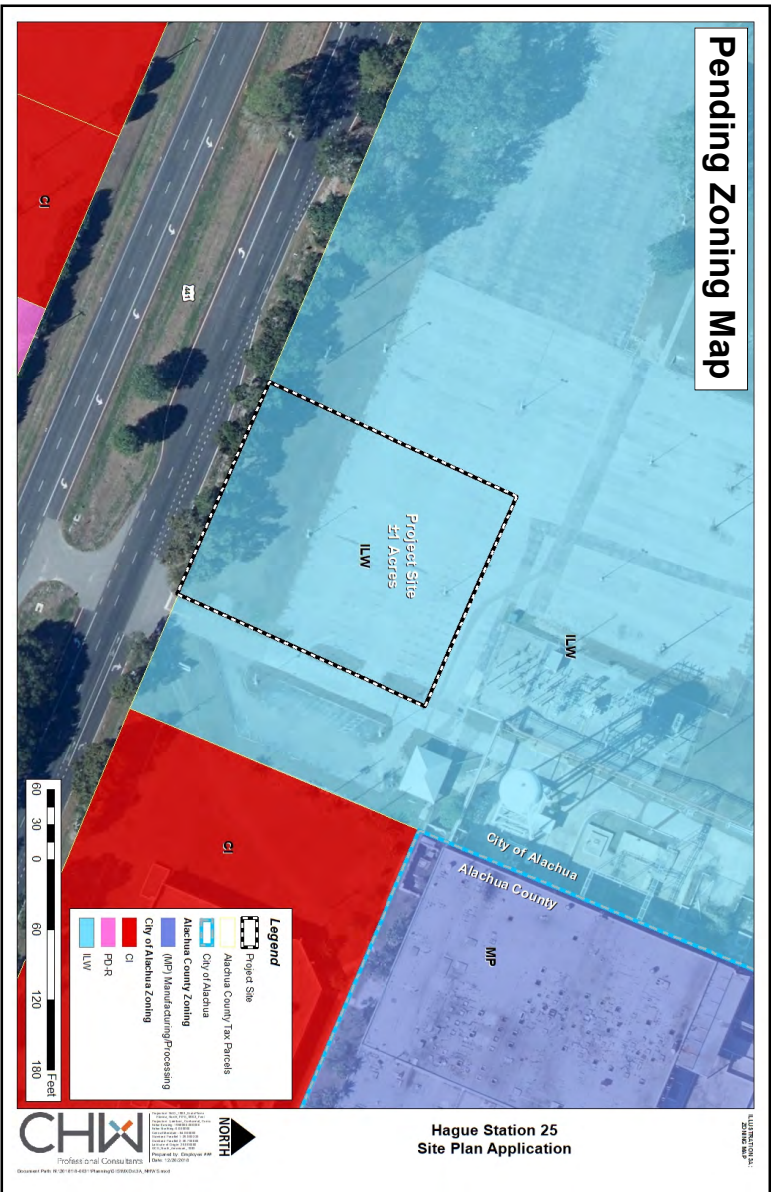 Pending Zoning Map
CI
441
Project Site
±1 Acres
ILW
ILW
City of Alachua
Alachua County
MP
CI
Legend
Project Site
Alachua County Tax Parcels
City of Alachua
Alachua County Zoning
(MP) Manufacturing/Processing
City of Alachua Zoning
CI
PD-R
ILW
60 30 0 60 120 180
Feet
CHW
Professional Consultants
NORTH
Hague Station 25
Site Plan Application
ZONING MAP